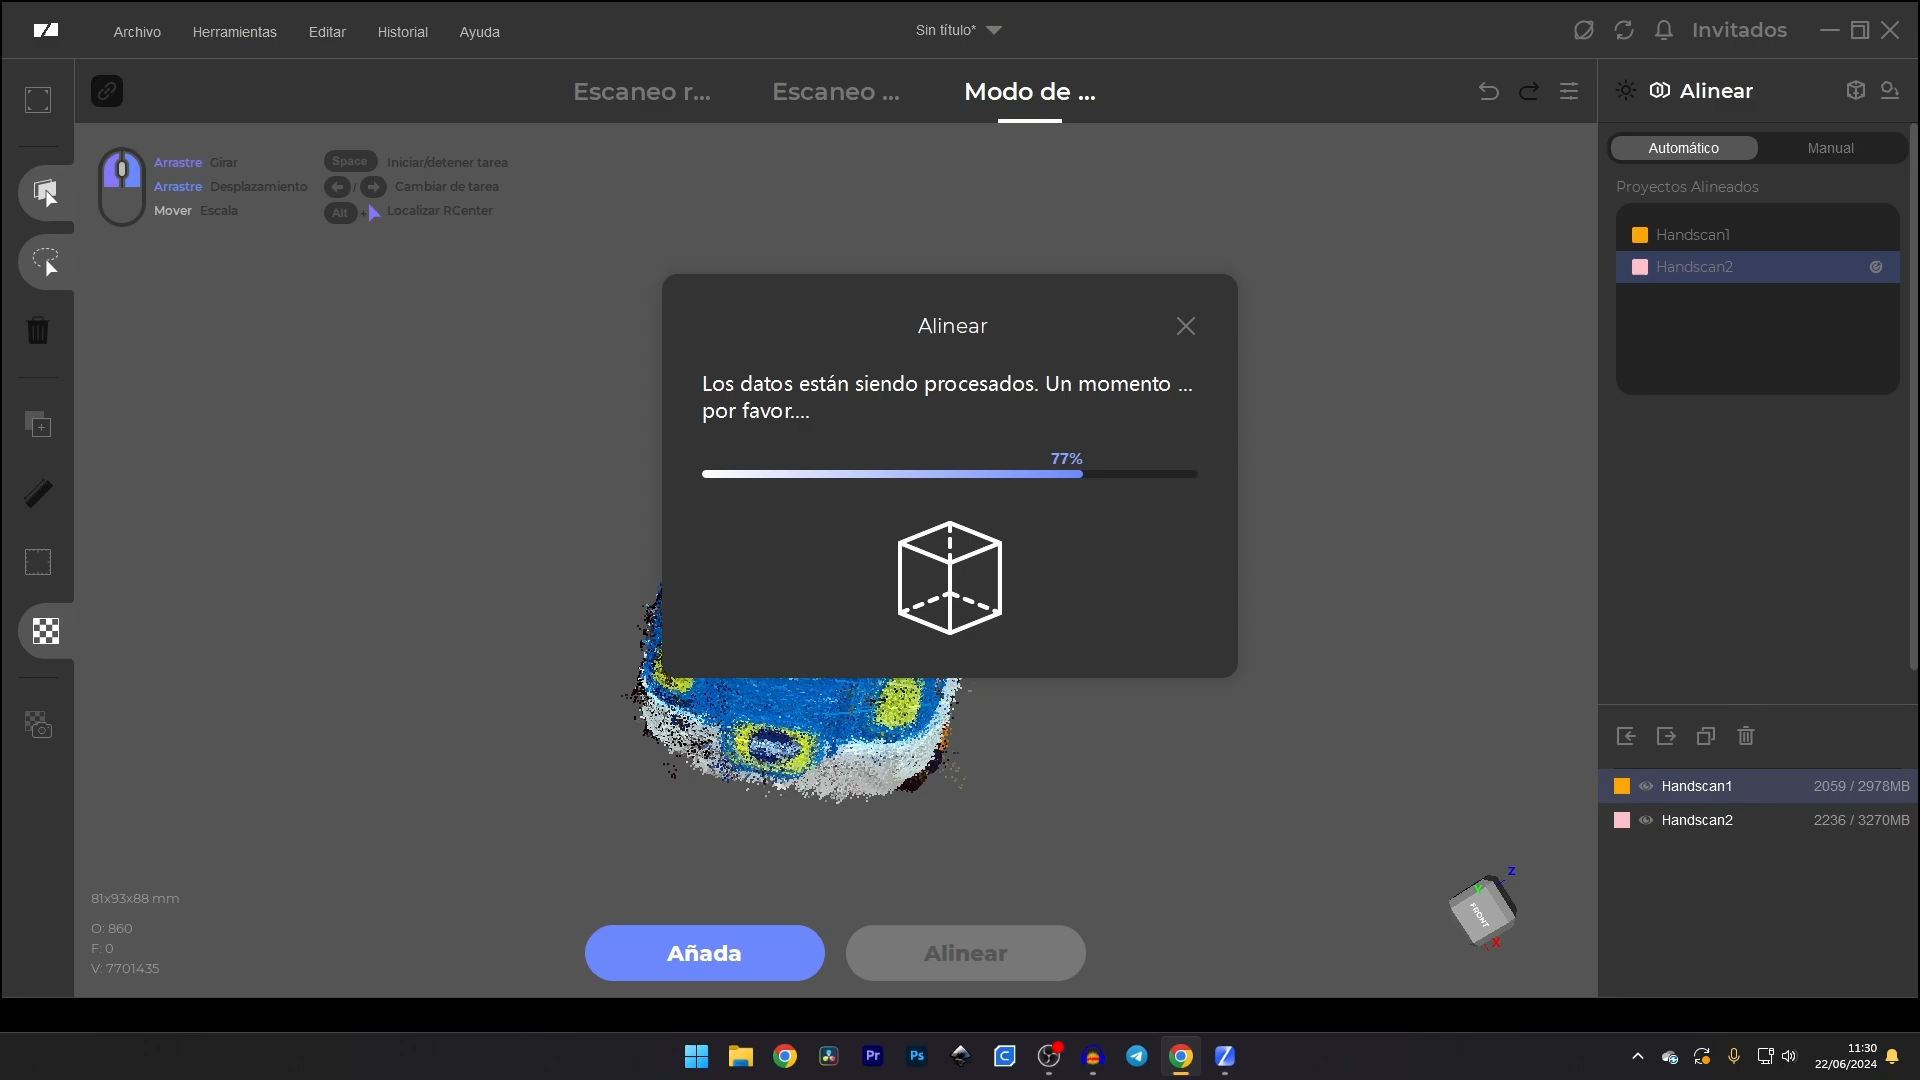 Archivo Herramientas Editar Historial Ayuda
Sin título*
Invitados
Escaneo r... Escaneo ... Modo de ...
Alinear
Automático Manual
Proyectos Alineados
Handscan1
Handscan2
Arrastre Girar
Arrastre Desplazamiento
Mover Escala
Space Iniciar/detener tarea
/ Cambiar de tarea
Alt + Localizar RCenter
Alinear
Los datos están siendo procesados. Un momento ...
por favor....
77%
Handscan1 2059 / 2978MB
Handscan2 2236 / 3270MB
81x93x88 mm
O: 860
F: 0
V: 7701435
Z
Y
FRONT
X
Añada Alinear
Pr Ps
11:30
22/06/2024